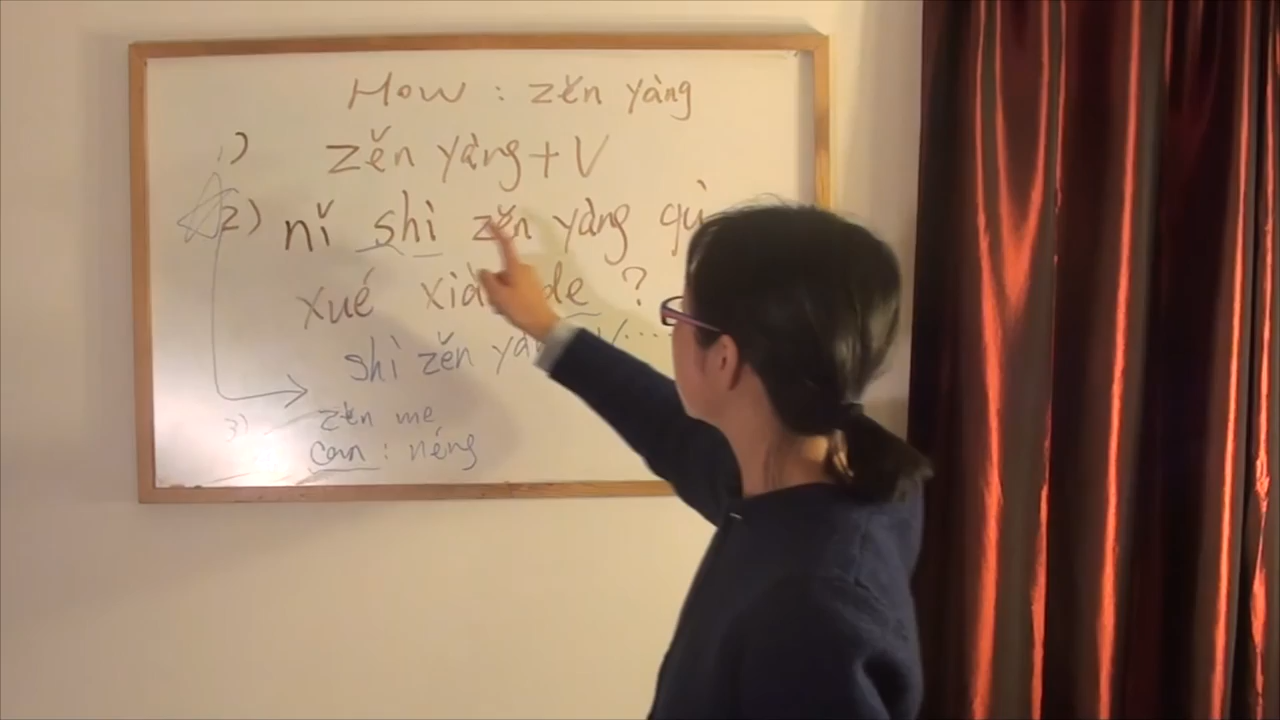 How : zěn yàng
1) zěn yàng + V
2) nǐ shì zěn yàng qù
xué de ?
shì zěn
3) zěn me
can : néng